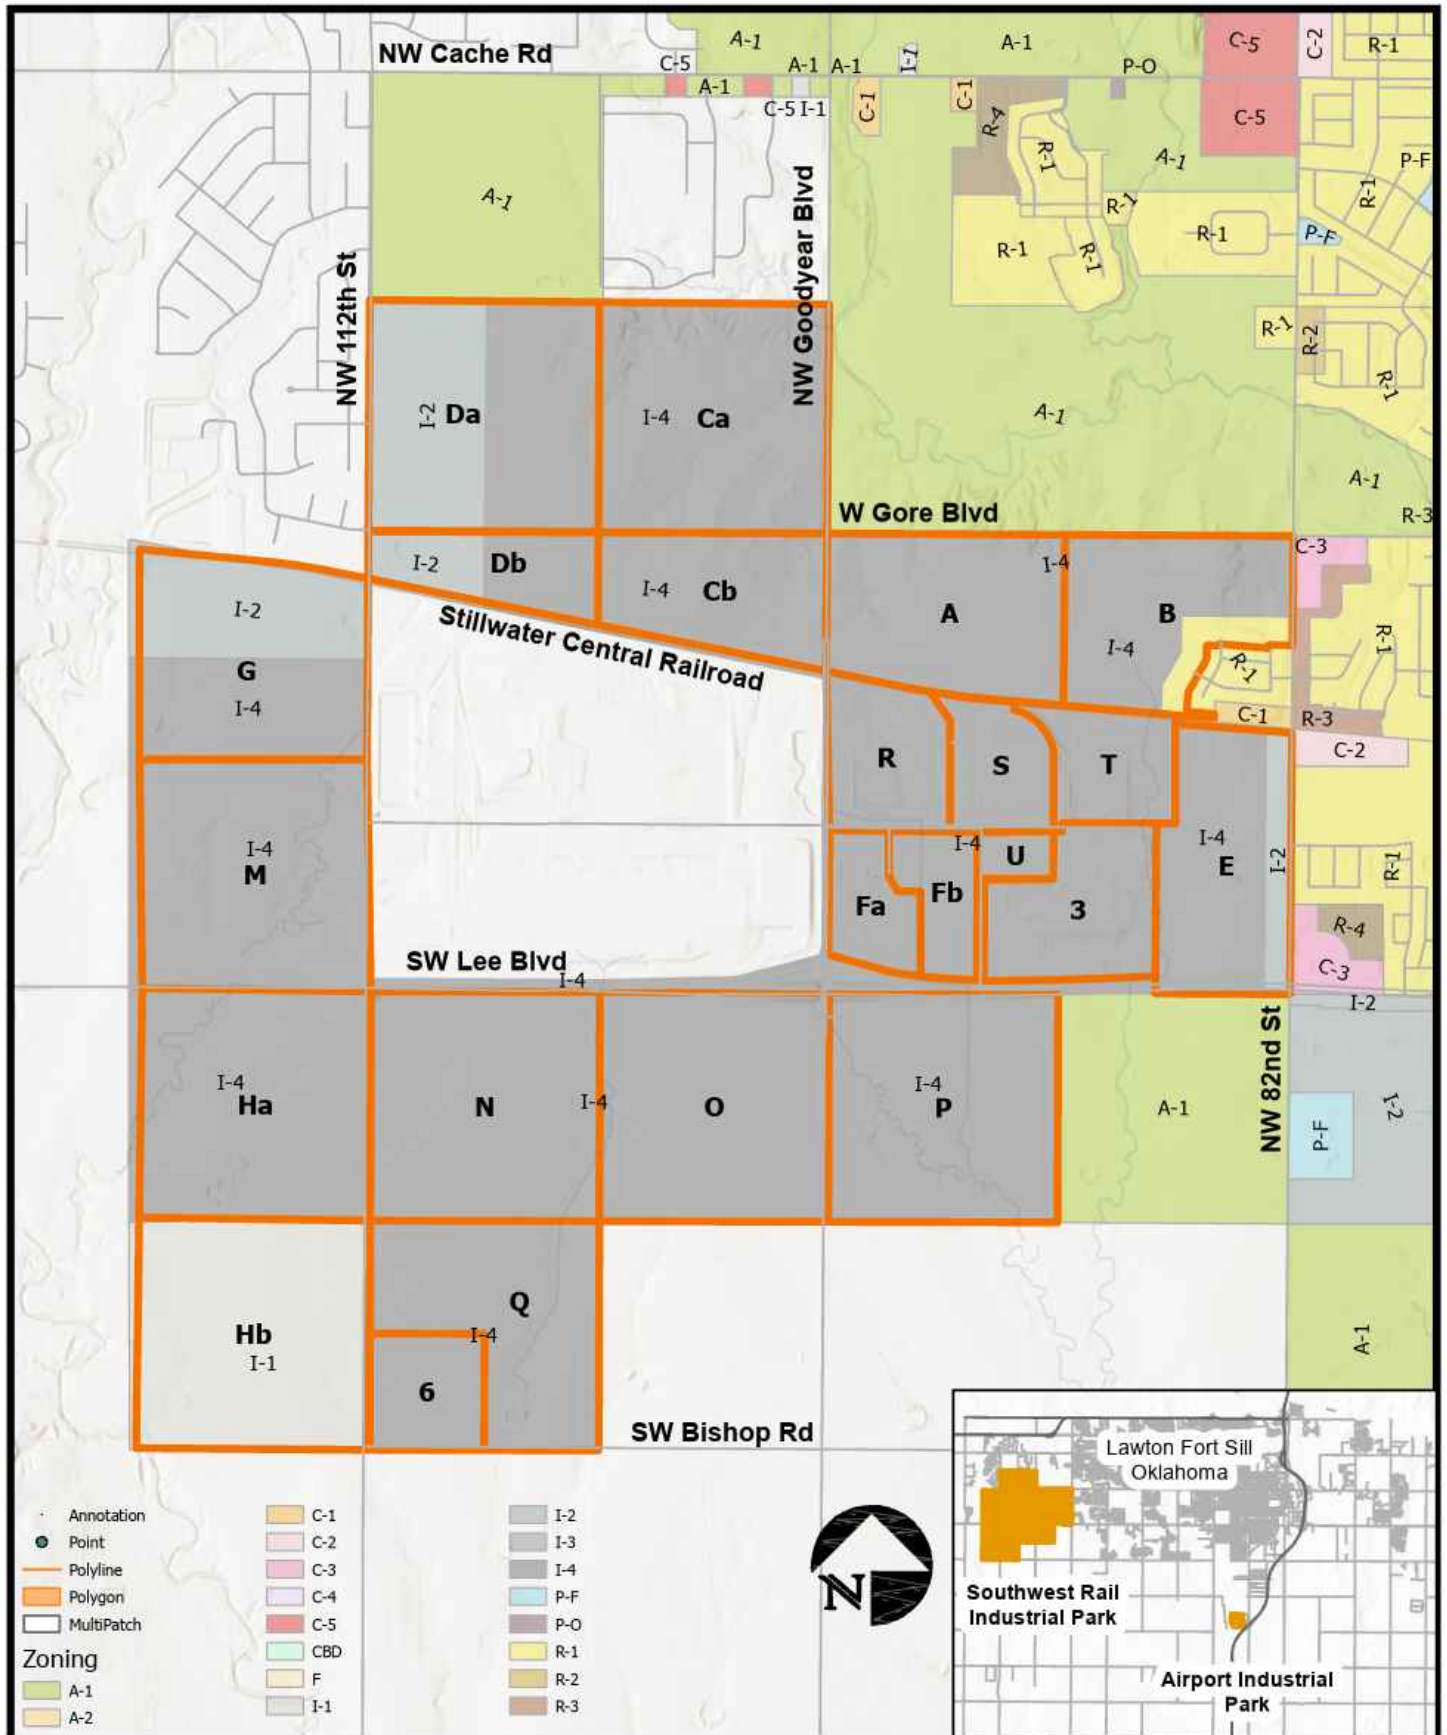 NW Cache Rd
C-5
A-1
A-1
A-1
I-1
A-1
P-O
C-5
C-2
R-1
A-1
C-5
I-1
C-1
C-1
R-4
R-1
A-1
C-5
P-F
R-1
A-1
R-1
R-1
R-1
R-1
P-F
NW 112th St
NW Goodyear Blvd
R-1
R-2
R-1
I-2
Da
I-4
Ca
A-1
A-1
R-3
W Gore Blvd
I-2
Db
I-4
Cb
I-4
C-3
A
B
I-2
G
I-4
Stillwater Central Railroad
I-4
R-1
R-1
C-1
R-3
C-2
R
S
T
I-4
M
I-4
U
I-4
E
I-2
R-1
Fa
Fb
3
R-4
C-3
SW Lee Blvd
I-4
I-2
NW 82nd St
I-4
Ha
N
I-4
O
I-4
P
A-1
P-F
I-2
Hb
I-1
Q
I-4
6
A-1
SW Bishop Rd
Lawton Fort Sill
Oklahoma
Southwest Rail
Industrial Park
Airport Industrial
Park
N
Annotation
Point
Polyline
Polygon
MultiPatch
Zoning
A-1
A-2
C-1
C-2
C-3
C-4
C-5
CBD
F
I-1
I-2
I-3
I-4
P-F
P-O
R-1
R-2
R-3